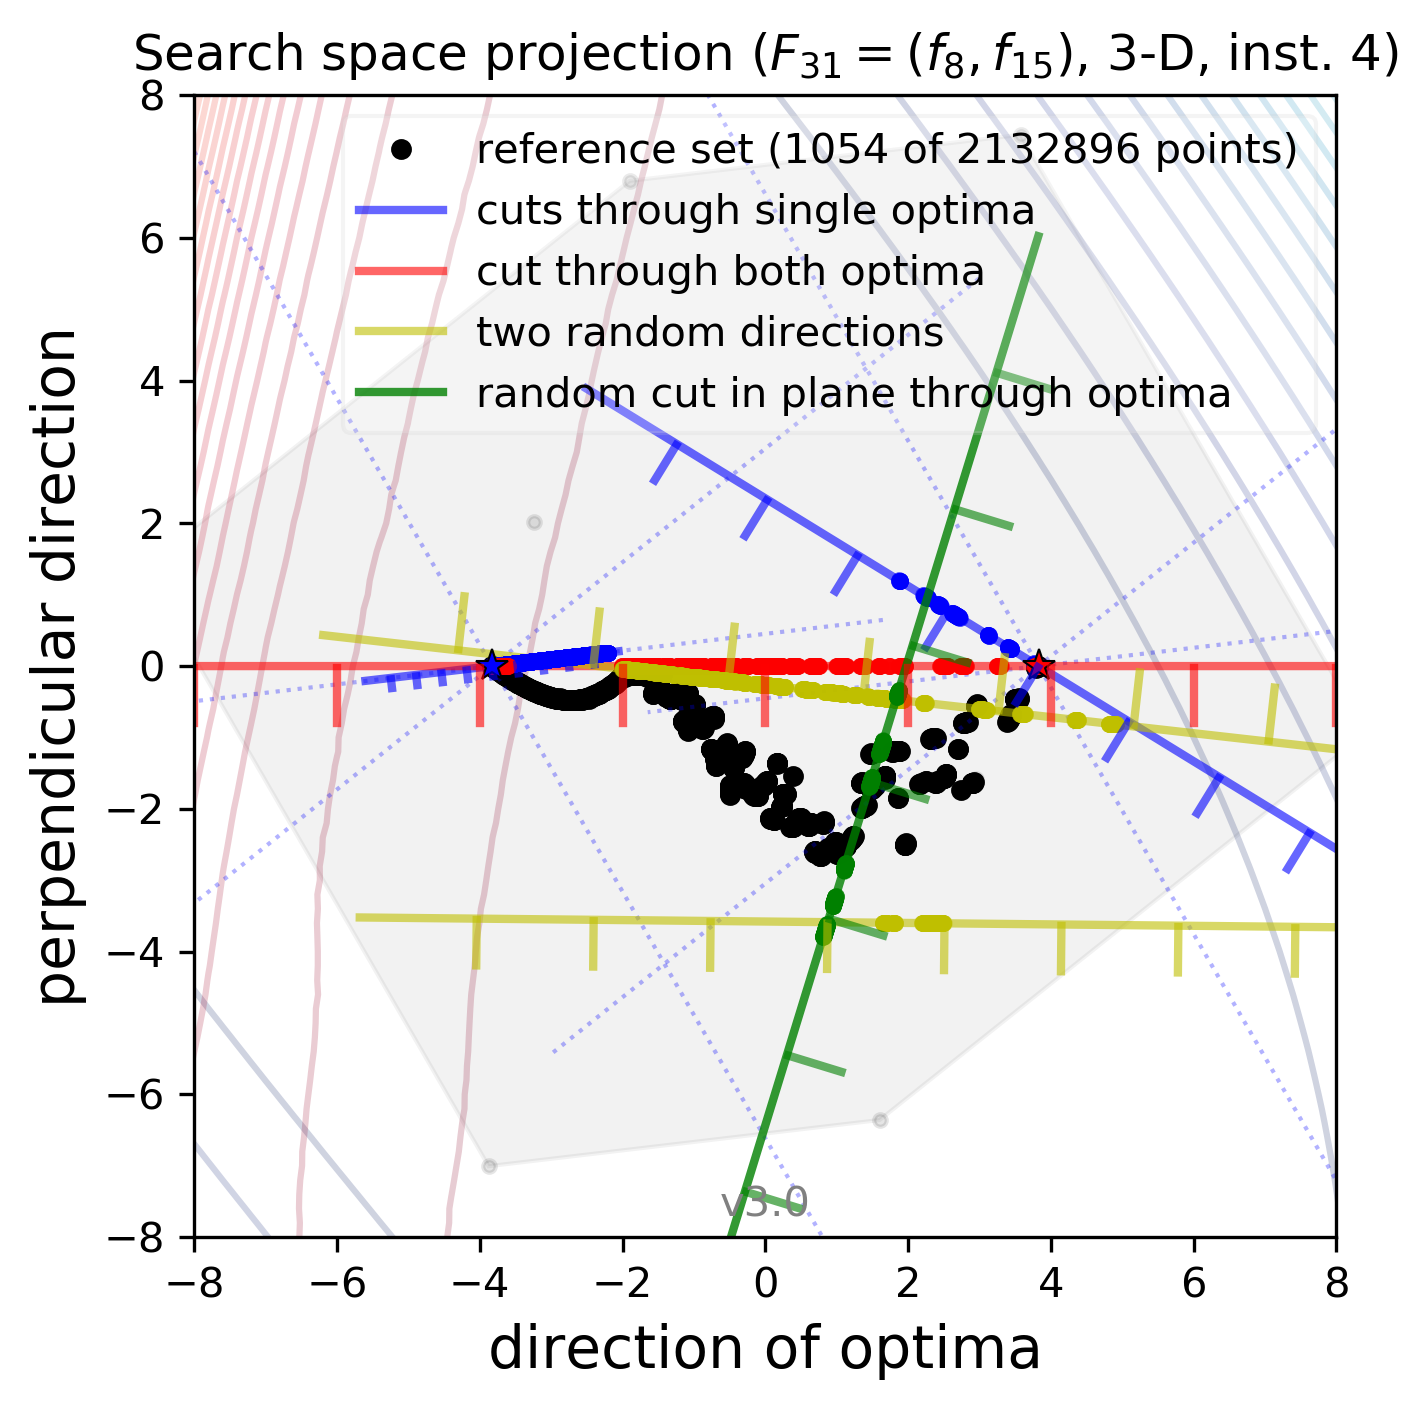 Search space projection (F₃₁ = (f₈, f₁₅), 3-D, inst. 4)
reference set (1054 of 2132896 points)
cuts through single optima
cut through both optima
two random directions
random cut in plane through optima
perpendicular direction
8
6
4
2
0
−2
−4
−6
−8
v3.0
−8 −6 −4 −2 0 2 4 6 8
direction of optima